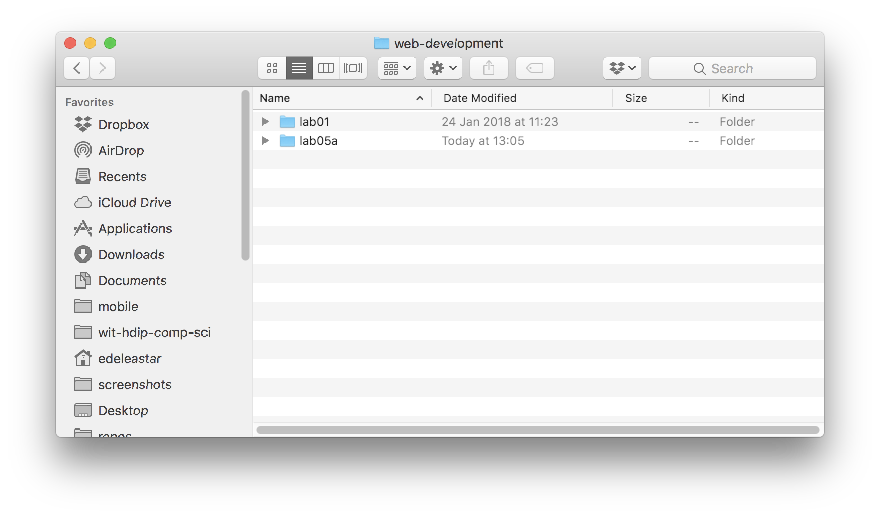 web-development
Search
Favorites
Dropbox
AirDrop
Recents
iCloud Drive
Applications
Downloads
Documents
mobile
wit-hdip-comp-sci
edeleastar
screenshots
Desktop
Name Date Modified Size Kind
lab01 24 Jan 2018 at 11:23 -- Folder
lab05a Today at 13:05 -- Folder